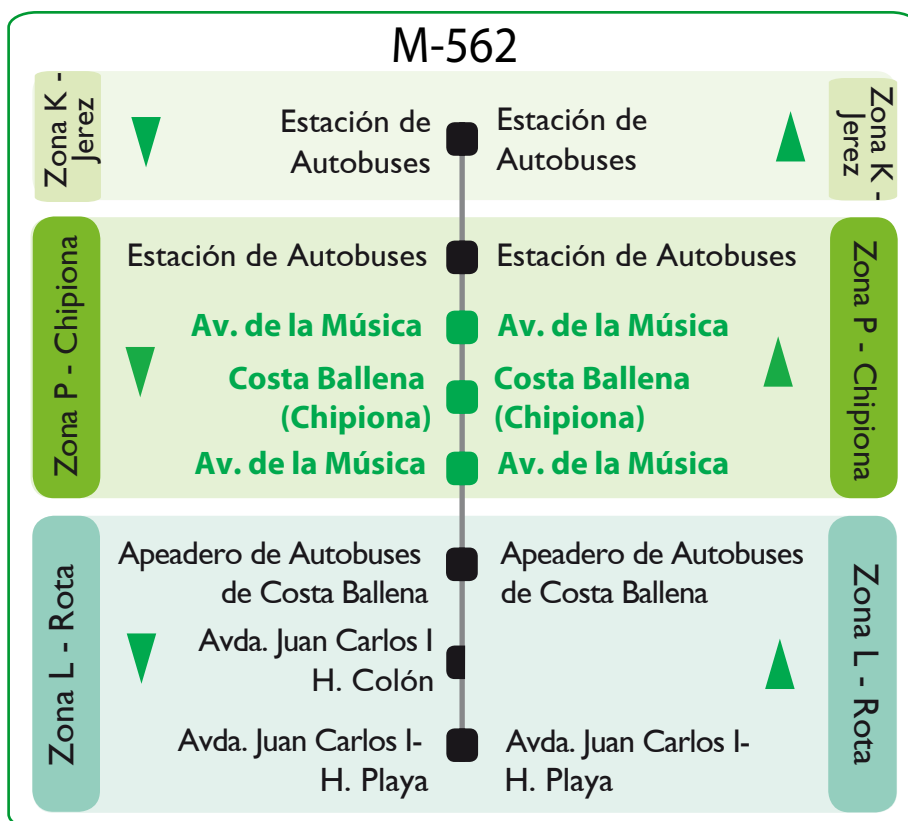 M-562
Zona K -
Jerez
Estación de
Autobuses
Estación de
Autobuses
Zona K -
Jerez
Zona P - Chipiona
Estación de Autobuses
Estación de Autobuses
Av. de la Música
Av. de la Música
Costa Ballena
(Chipiona)
Costa Ballena
(Chipiona)
Av. de la Música
Av. de la Música
Zona P - Chipiona
Zona L - Rota
Apeadero de Autobuses
de Costa Ballena
Apeadero de Autobuses
de Costa Ballena
Avda. Juan Carlos I
H. Colón
Avda. Juan Carlos I-
H. Playa
Avda. Juan Carlos I-
H. Playa
Zona L - Rota